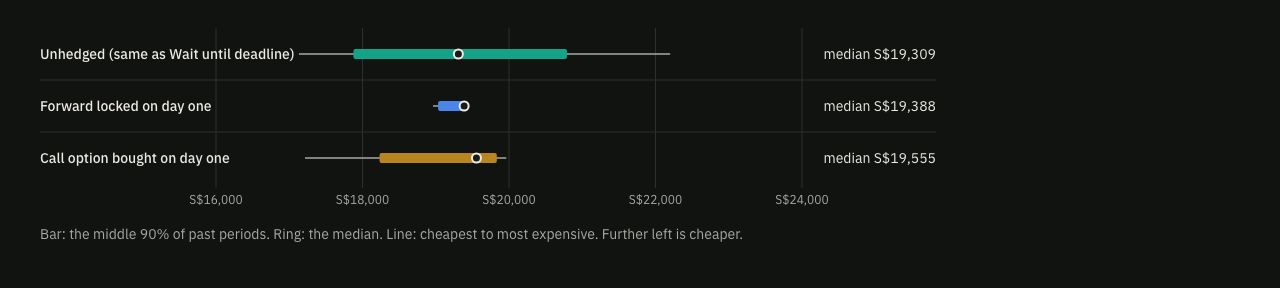 Unhedged (same as Wait until deadline) median S$19,309
Forward locked on day one median S$19,388
Call option bought on day one median S$19,555
S$16,000 S$18,000 S$20,000 S$22,000 S$24,000
Bar: the middle 90% of past periods. Ring: the median. Line: cheapest to most expensive. Further left is cheaper.